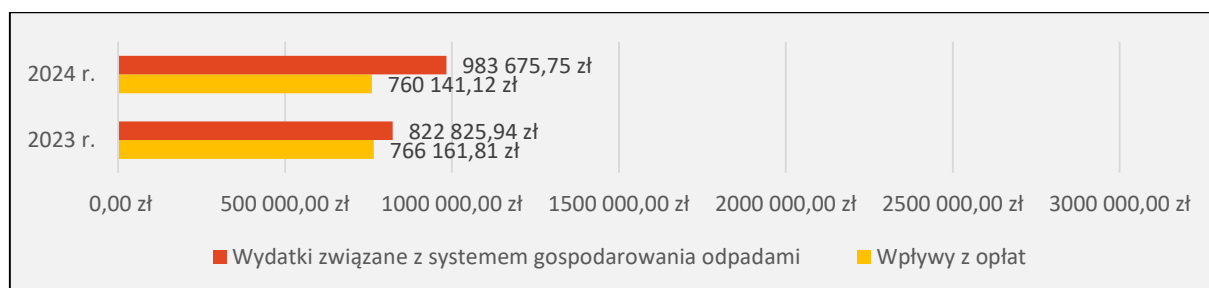 2024 r.
983 675,75 zł
760 141,12 zł
2023 r.
822 825,94 zł
766 161,81 zł
0,00 zł 500 000,00 zł 1000 000,00 zł 1500 000,00 zł 2000 000,00 zł 2500 000,00 zł 3000 000,00 zł
Wydatki związane z systemem gospodarowania odpadami Wpływy z opłat